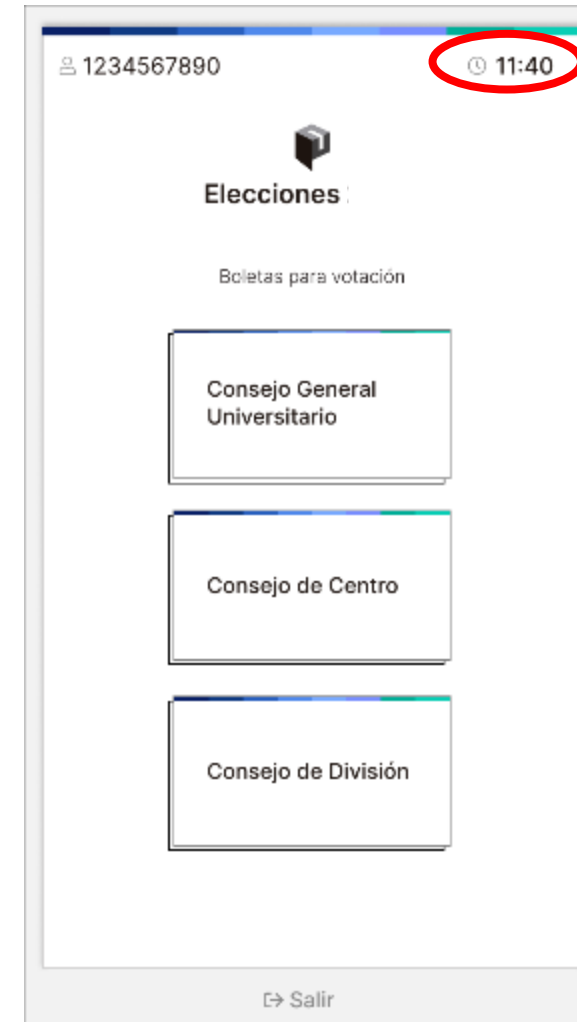 1234567890
11:40
Elecciones
Boletas para votación
Consejo General
Universitario
Consejo de Centro
Consejo de División
Salir